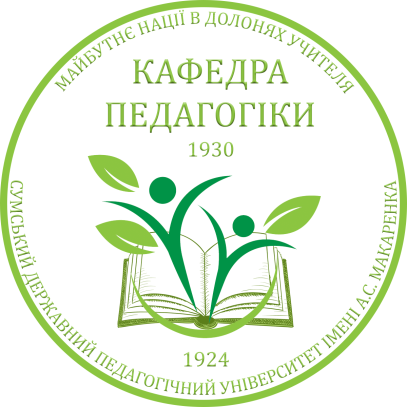 МАЙБУТНЄ НАЦІЇ В ДОЛОНЯХ УЧИТЕЛЯ
КАФЕДРА
ПЕДАГОГІКИ
1930
1924
СУМСЬКИЙ ДЕРЖАВНИЙ ПЕДАГОГІЧНИЙ УНІВЕРСИТЕТ ІМЕНІ А.С. МАКАРЕНКА